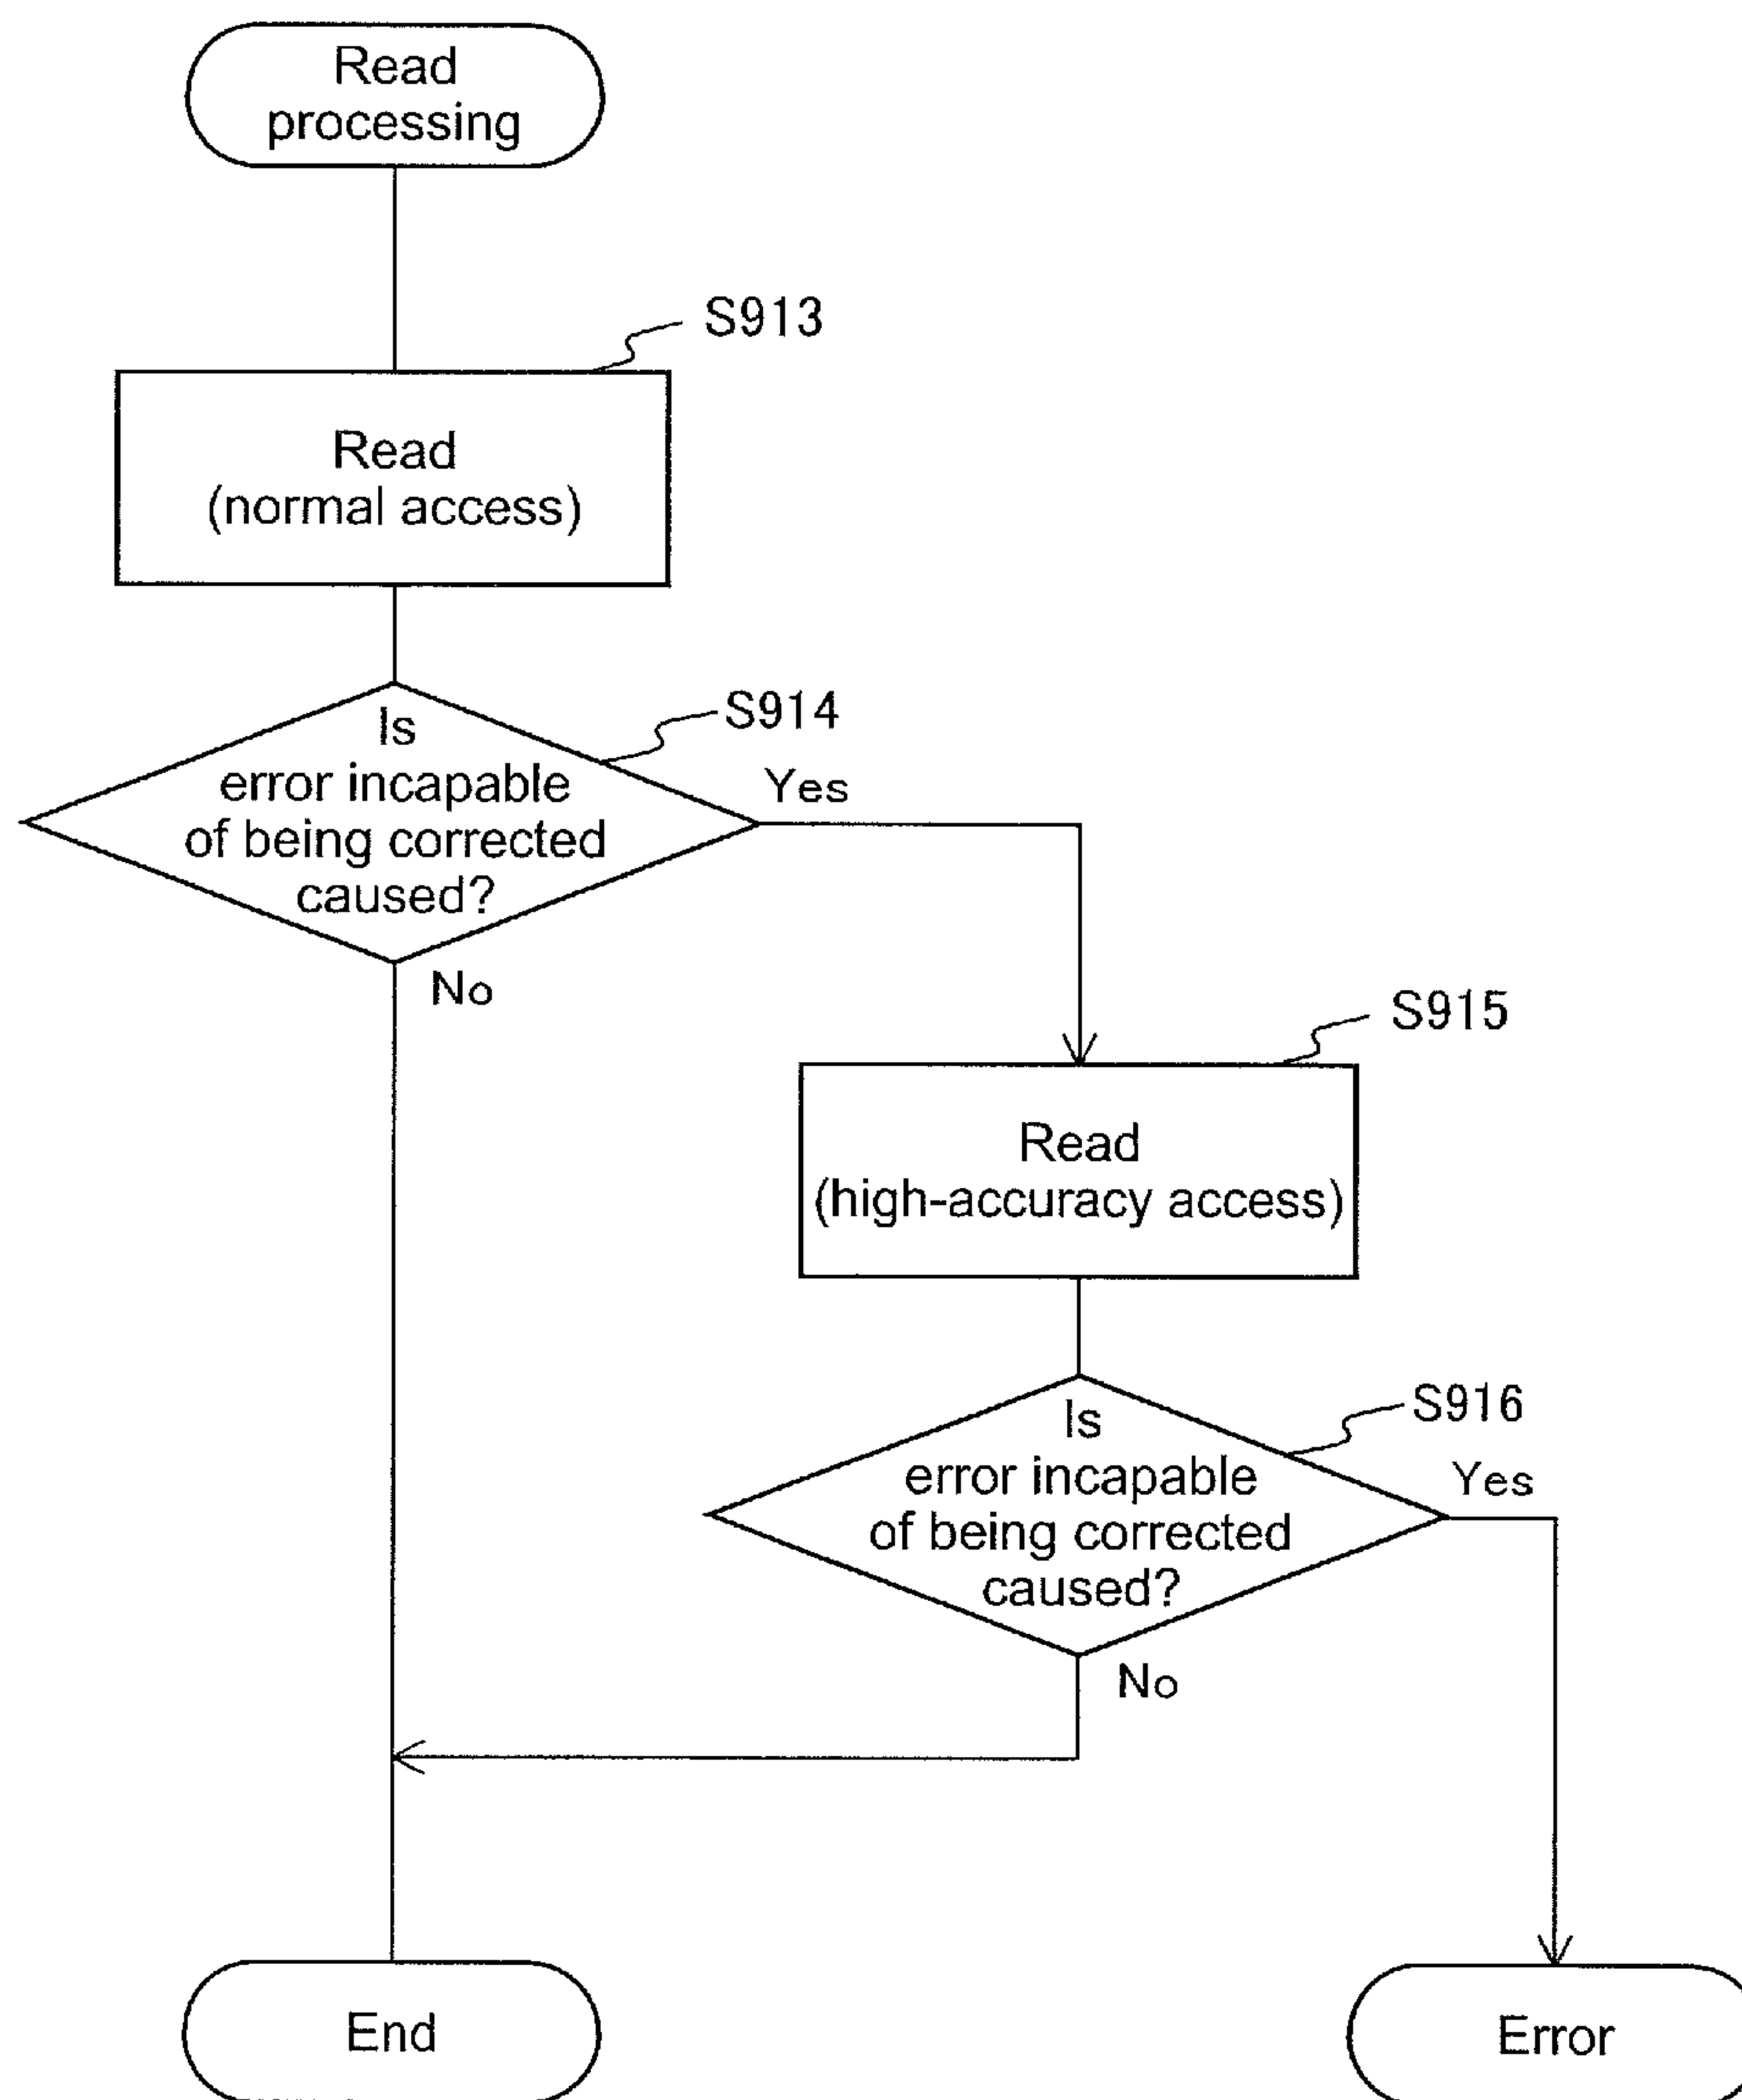 Read
processing
S913
Read
(normal access)
S914
Is
error incapable
of being corrected
caused?
Yes
No
S915
Read
(high-accuracy access)
S916
Is
error incapable
of being corrected
caused?
Yes
No
End
Error